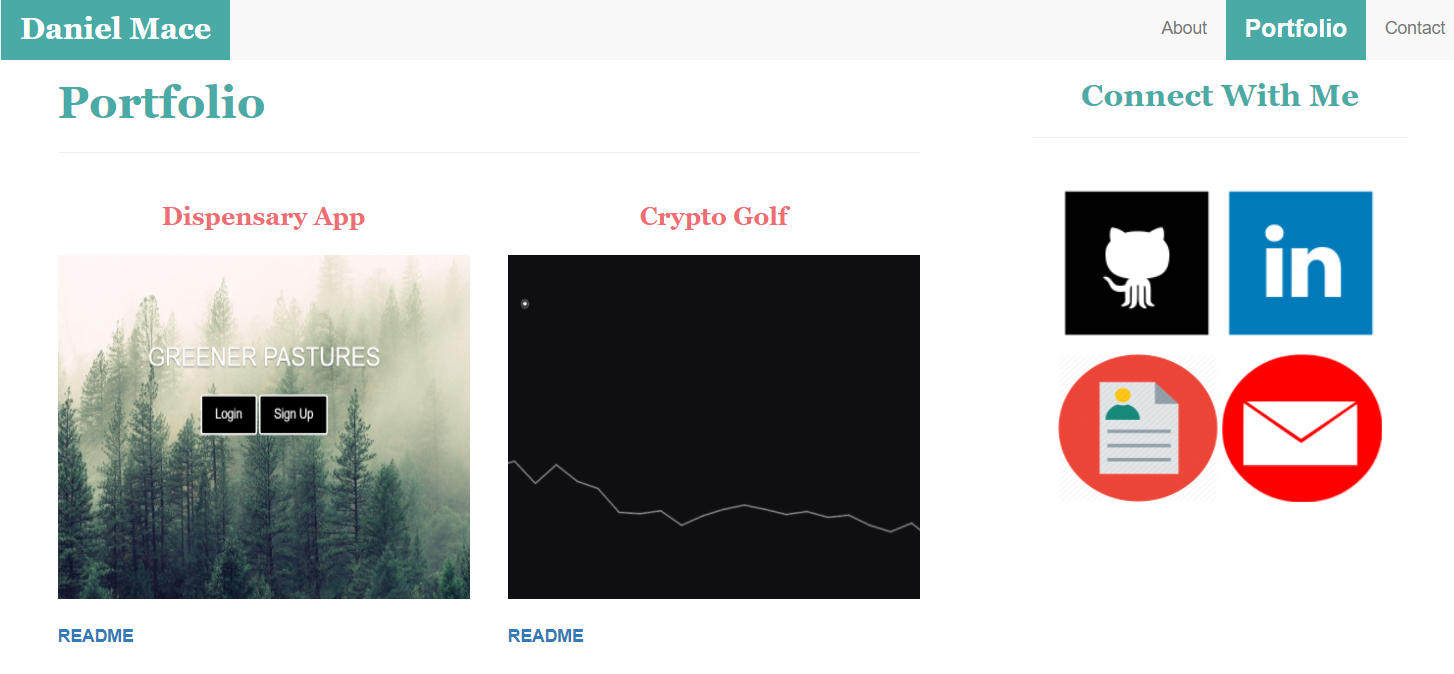 Daniel Mace
About
Portfolio
Contact
Portfolio
Connect With Me
Dispensary App
Crypto Golf
in
GREENER PASTURES
Login
Sign Up
README
README